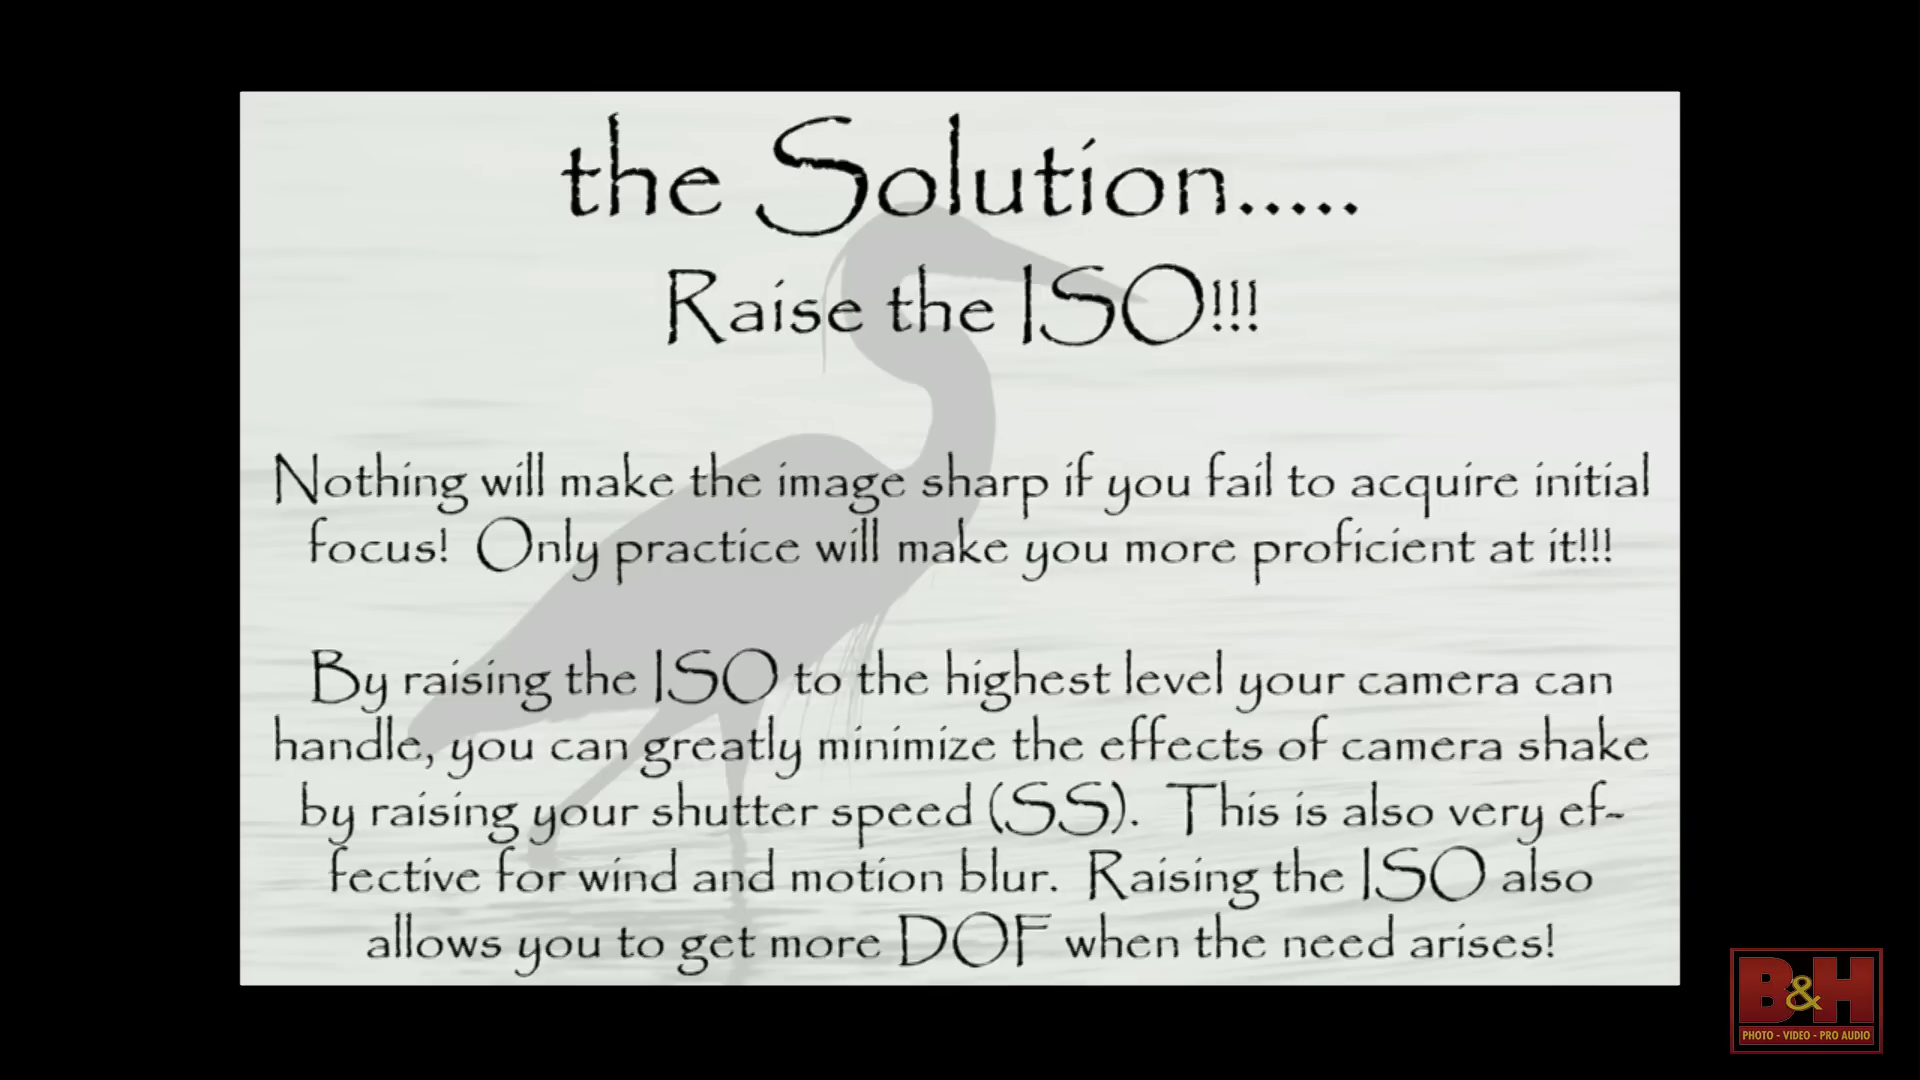 the Solution.....
Raise the ISO!!!
Nothing will make the image sharp if you fail to acquire initial
focus!  Only practice will make you more proficient at it!!!
By raising the ISO to the highest level your camera can
handle, you can greatly minimize the effects of camera shake
by raising your shutter speed (SS).  This is also very ef-
fective for wind and motion blur.  Raising the ISO also
allows you to get more DOF when the need arises!
B&H
PHOTO - VIDEO - PRO AUDIO